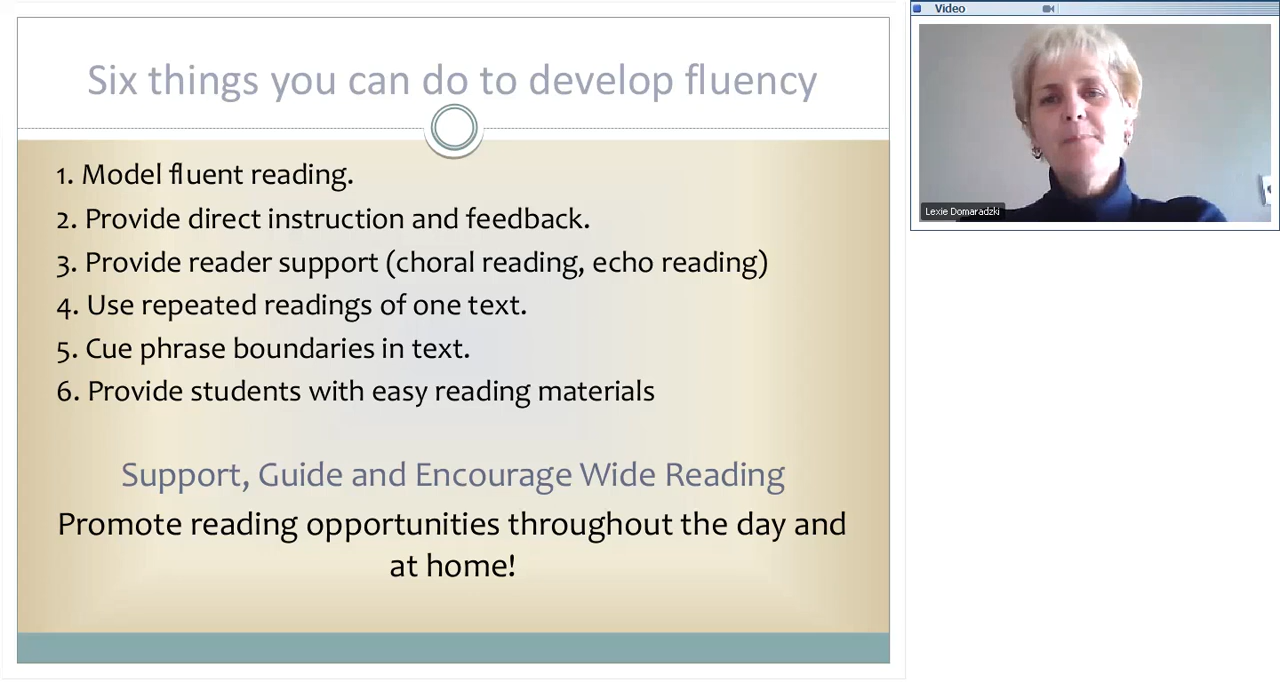 Six things you can do to develop fluency
1. Model fluent reading.
2. Provide direct instruction and feedback.
3. Provide reader support (choral reading, echo reading)
4. Use repeated readings of one text.
5. Cue phrase boundaries in text.
6. Provide students with easy reading materials
Support, Guide and Encourage Wide Reading
Promote reading opportunities throughout the day and
at home!
Video
Lexie Domaradzki